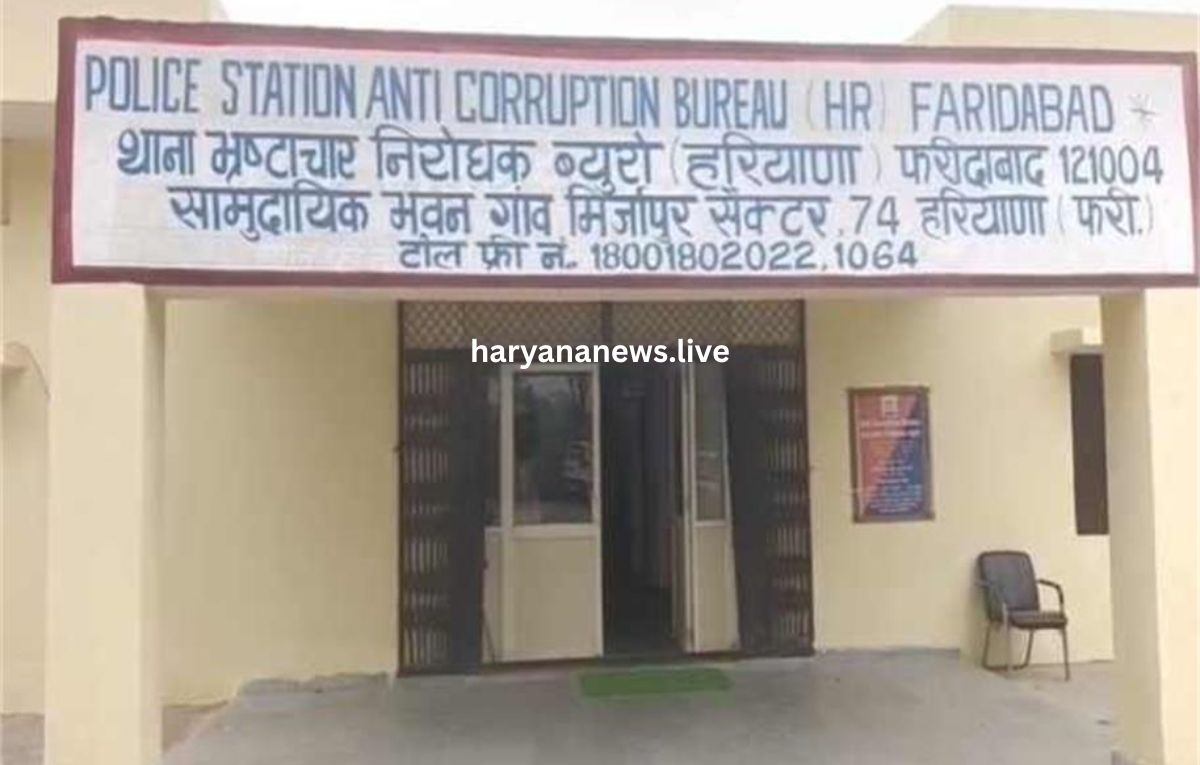 POLICE STATION ANTI CORRUPTION BUREAU (HR) FARIDABAD
थाना भ्रष्टाचार निरोधक ब्युरो (हरियाणा) फरीदाबाद 121004
सामुदायिक भवन गांव मिर्जापुर सैक्टर.74 हरियाणा (फरी.)
टोल फ्री नं.. 18001802022,1064
haryananews.live